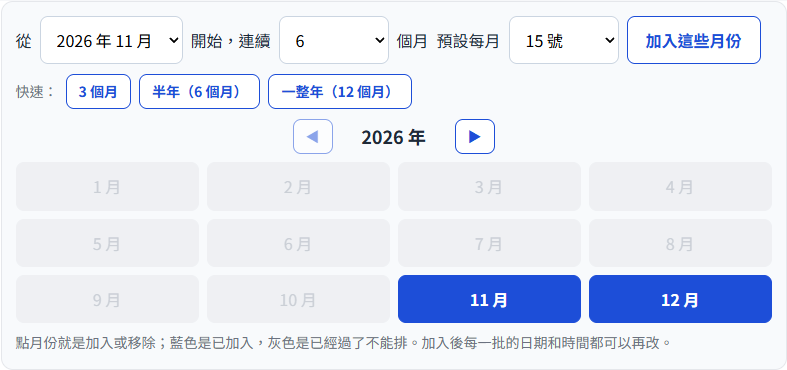 從 2026 年 11 月 開始，連續 6 個月 預設每月 15 號 加入這些月份
快速： 3 個月 半年（6 個月） 一整年（12 個月）
◀ 2026 年 ▶
1 月 2 月 3 月 4 月
5 月 6 月 7 月 8 月
9 月 10 月 11 月 12 月
點月份就是加入或移除；藍色是已加入，灰色是已經過了不能排。加入後每一批的日期和時間都可以再改。